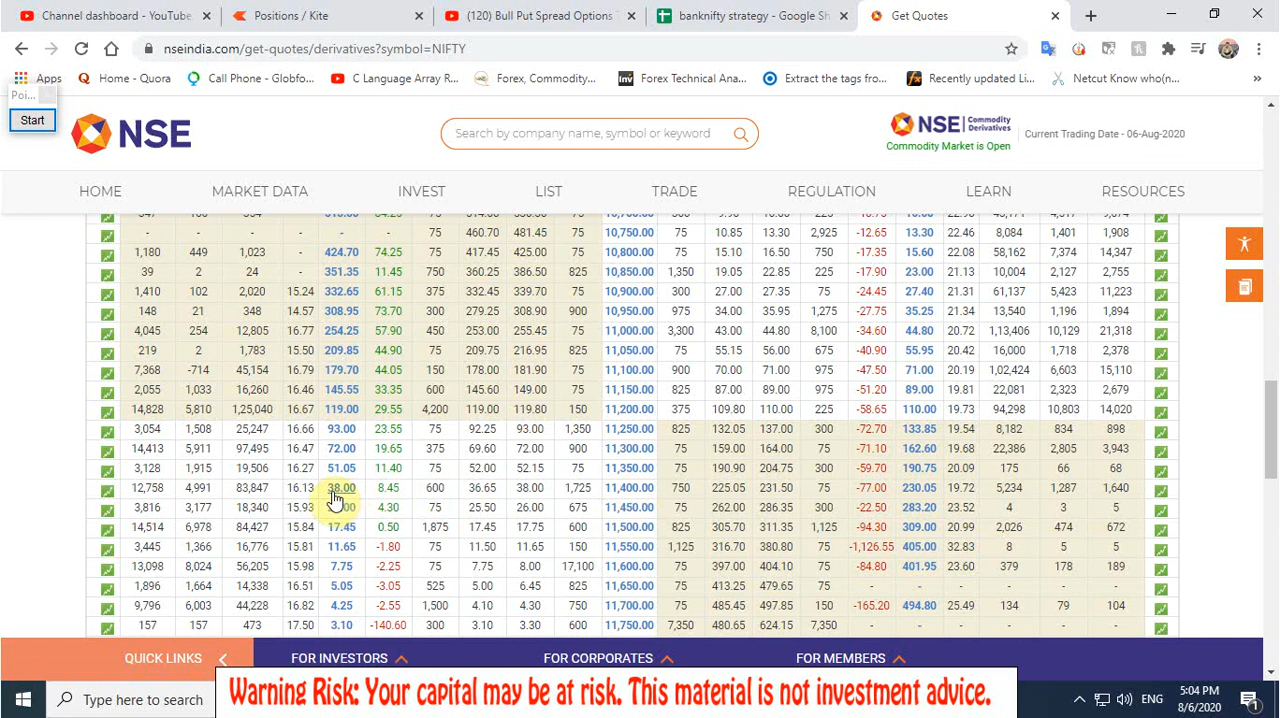 Channel dashboard - YouTube
Positions / Kite
(120) Bull Put Spread Options
banknifty strategy - Google Sh
Get Quotes
nseindia.com/get-quotes/derivatives?symbol=NIFTY
Apps
Home - Quora
Call Phone - Globfo...
C Language Array R...
Forex, Commodity...
Forex Technical Ana...
Extract the tags fro...
Recently updated Li...
Netcut Know who(n...
Poi...
Start
NSE
Search by company name, symbol or keyword
NSE Commodity Derivatives
Commodity Market is Open
Current Trading Date - 06-Aug-2020
HOME MARKET DATA INVEST LIST TRADE REGULATION LEARN RESOURCES
- - - - - - 75 460.70 481.45 75 10,750.00 75 10.85 13.30 2,925 -12.65 13.30 22.46 8,084 1,401 1,908
1,180 449 1,023 - 424.70 74.25 75 417.45 425.00 75 10,800.00 75 15.10 16.50 750 -17.35 15.60 22.08 58,162 7,374 14,347
39 2 24 - 351.35 11.45 750 360.25 386.50 825 10,850.00 1,350 19.05 22.85 225 -17.90 23.00 21.13 10,004 2,127 2,755
1,410 102 2,020 15.24 332.65 61.15 375 332.45 339.70 75 10,900.00 300 27.00 27.35 75 -24.45 27.40 21.31 61,137 5,423 11,223
148 21 348 14.57 308.95 73.70 300 279.25 308.90 900 10,950.00 975 34.00 35.95 1,275 -27.75 35.25 21.34 13,540 1,196 1,894
4,045 254 12,805 16.77 254.25 57.90 450 253.00 255.45 75 11,000.00 3,300 43.00 44.80 8,100 -34.60 44.80 20.72 1,13,406 10,129 21,318
219 2 1,783 15.50 209.85 44.90 75 209.75 216.95 825 11,050.00 75 55.15 56.00 675 -40.90 55.95 20.42 16,000 1,718 2,378
7,368 -714 45,154 16.79 179.70 44.05 150 178.00 181.90 75 11,100.00 900 70.00 71.00 975 -47.50 71.00 20.19 1,02,424 6,603 15,110
2,055 1,033 16,260 16.46 145.55 33.35 600 145.60 149.00 75 11,150.00 825 87.00 89.00 975 -51.20 89.00 19.81 22,081 2,323 2,679
14,828 5,810 1,25,040 16.67 119.00 29.55 4,200 119.00 119.80 150 11,200.00 375 109.80 110.00 225 -58.65 110.00 19.73 94,298 10,803 14,020
3,054 1,508 25,247 16.66 93.00 23.55 75 92.25 93.00 1,350 11,250.00 825 132.05 137.00 300 -72.70 133.85 19.54 8,182 834 898
14,413 5,911 97,495 16.47 72.00 19.65 375 69.60 72.00 900 11,300.00 75 159.00 164.00 75 -71.10 162.60 19.67 22,386 2,805 3,943
3,128 1,915 19,506 16.27 51.05 11.40 75 52.00 52.15 75 11,350.00 75 190.90 204.75 300 -59.70 190.75 20.09 175 66 68
12,758 4,991 83,847 16.13 38.00 8.45 600 36.65 38.00 1,725 11,400.00 750 225.05 231.50 75 -77.00 230.05 19.52 5,234 1,287 1,640
3,816 3,177 18,340 15.93 4.30 75 25.50 26.00 675 11,450.00 75 262.00 286.35 300 -22.50 283.20 23.52 4 3 5
14,514 6,978 84,427 15.84 17.45 0.50 1,875 17.45 17.75 600 11,500.00 825 305.70 311.35 1,125 -94.30 309.00 20.99 2,026 474 672
3,445 1,366 16,776 15.81 11.65 -1.80 75 11.50 11.65 150 11,550.00 1,125 316.70 380.80 75 -1,126.55 405.00 32.83 8 5 5
13,098 8,024 56,205 15.98 7.75 -2.25 75 7.75 8.00 17,100 11,600.00 75 397.00 404.10 75 -84.80 401.95 23.60 379 178 189
1,896 1,664 14,338 16.51 5.05 -3.05 525 5.00 6.45 825 11,650.00 75 413.25 479.65 75 - - - - - -
9,796 6,003 44,228 16.82 4.25 -2.55 1,500 4.10 4.30 750 11,700.00 75 485.45 497.85 150 -165.20 494.80 25.49 134 79 104
157 157 473 17.50 3.10 -140.60 300 3.10 3.30 600 11,750.00 7,350 480.65 624.15 7,350 - - - - - -
QUICK LINKS FOR INVESTORS FOR CORPORATES FOR MEMBERS
Type here to search
Warning Risk: Your capital may be at risk. This material is not investment advice.
ENG
5:04 PM
8/6/2020
1